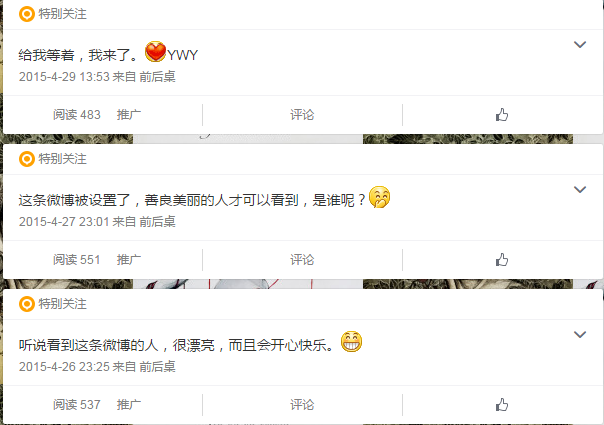 特别关注
给我等着，我来了。YWY
2015-4-29 13:53 来自 前后桌
阅读 483 推广 评论
特别关注
这条微博被设置了，善良美丽的人才可以看到，是谁呢？
2015-4-27 23:01 来自 前后桌
阅读 551 推广 评论
特别关注
听说看到这条微博的人，很漂亮，而且会开心快乐。
2015-4-26 23:25 来自 前后桌
阅读 537 推广 评论